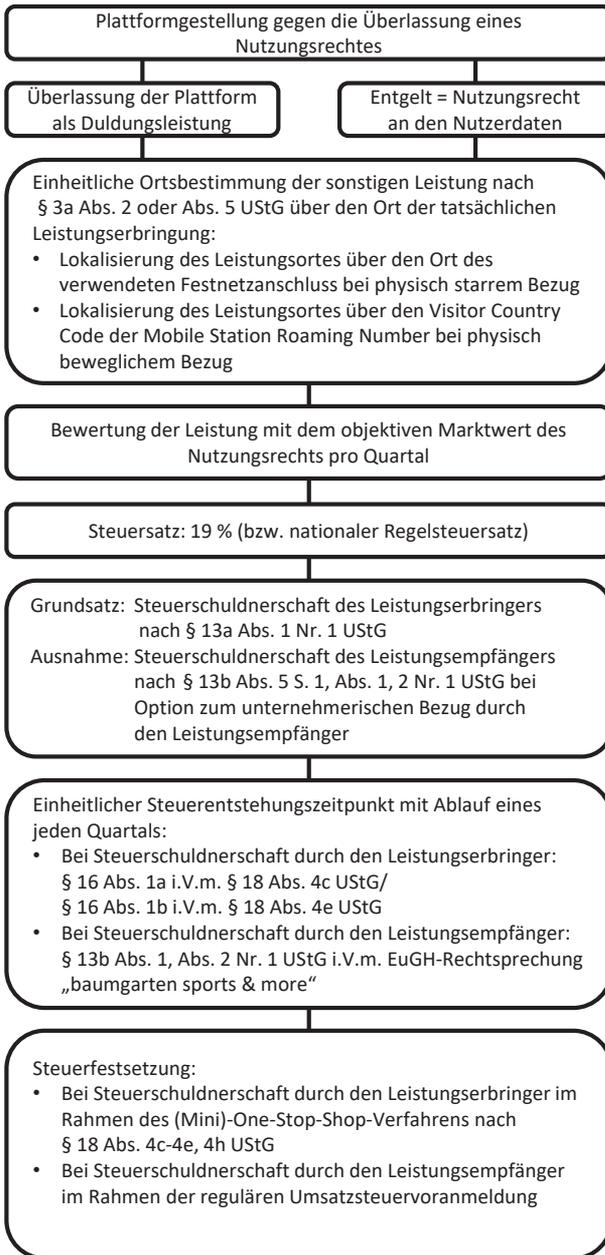 Plattformgestellung gegen die Überlassung eines
Nutzungsrechtes
Überlassung der Plattform
als Duldungsleistung
Entgelt = Nutzungsrecht
an den Nutzerdaten
Einheitliche Ortsbestimmung der sonstigen Leistung nach
§ 3a Abs. 2 oder Abs. 5 UStG über den Ort der tatsächlichen
Leistungserbringung:
• Lokalisierung des Leistungsortes über den Ort des
verwendeten Festnetzanschluss bei physisch starrem Bezug
• Lokalisierung des Leistungsortes über den Visitor Country
Code der Mobile Station Roaming Number bei physisch
beweglichem Bezug
Bewertung der Leistung mit dem objektiven Marktwert des
Nutzungsrechts pro Quartal
Steuersatz: 19 % (bzw. nationaler Regelsteuersatz)
Grundsatz: Steuerschuldnerschaft des Leistungserbringers
nach § 13a Abs. 1 Nr. 1 UStG
Ausnahme: Steuerschuldnerschaft des Leistungsempfängers
nach § 13b Abs. 5 S. 1, Abs. 1, 2 Nr. 1 UStG bei
Option zum unternehmerischen Bezug durch
den Leistungsempfänger
Einheitlicher Steuerentstehungszeitpunkt mit Ablauf eines
jeden Quartals:
• Bei Steuerschuldnerschaft durch den Leistungserbringer:
§ 16 Abs. 1a i.V.m. § 18 Abs. 4c UStG/
§ 16 Abs. 1b i.V.m. § 18 Abs. 4e UStG
• Bei Steuerschuldnerschaft durch den Leistungsempfänger:
§ 13b Abs. 1, Abs. 2 Nr. 1 UStG i.V.m. EuGH-Rechtsprechung
„baumgarten sports & more“
Steuerfestsetzung:
• Bei Steuerschuldnerschaft durch den Leistungserbringer im
Rahmen des (Mini)-One-Stop-Shop-Verfahrens nach
§ 18 Abs. 4c-4e, 4h UStG
• Bei Steuerschuldnerschaft durch den Leistungsempfänger
im Rahmen der regulären Umsatzsteuervoranmeldung